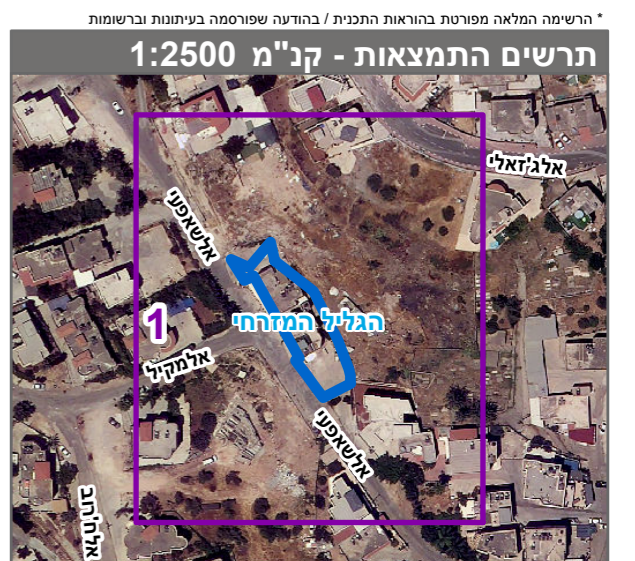 * הרשימה המלאה מפורטת בהוראות התכנית / בהודעה שפורסמה בעיתונות וברשומות
תרשים התמצאות - קנ"מ 1:2500
אלג'זאלי
אלשאפעי
1
הגליל המזרחי
אלמקיל
אלשאפעי
אלח'רוב